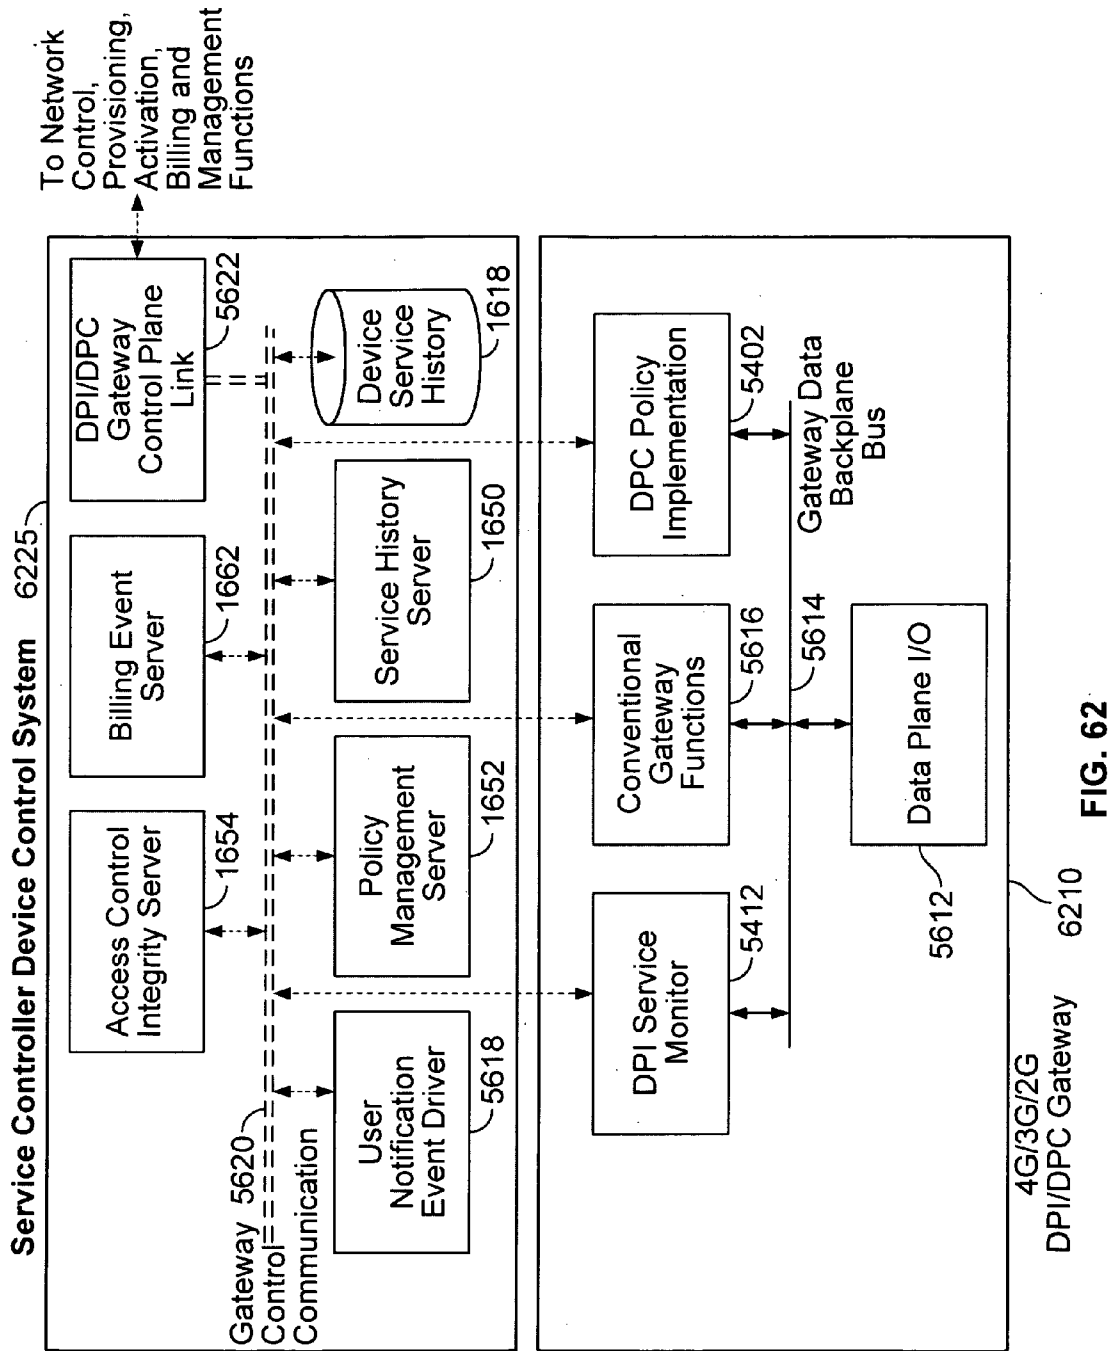 Service Controller Device Control System 6225
Access Control
Integrity Server
1654
Billing Event
Server
1662
DPI/DPC
Gateway
Control Plane
Link
5622
To Network
Control,
Provisioning,
Activation,
Billing and
Management
Functions
Gateway 5620
Control
Communication
User
Notification
Event Driver
5618
Policy
Management
Server
1652
Service History
Server
1650
Device
Service
History
1618
DPI Service
Monitor
5412
Conventional
Gateway
Functions
5616
DPC Policy
Implementation
5402
5614
Gateway Data
Backplane
Bus
Data Plane I/O
5612
4G/3G/2G
DPI/DPC Gateway
6210
FIG. 62